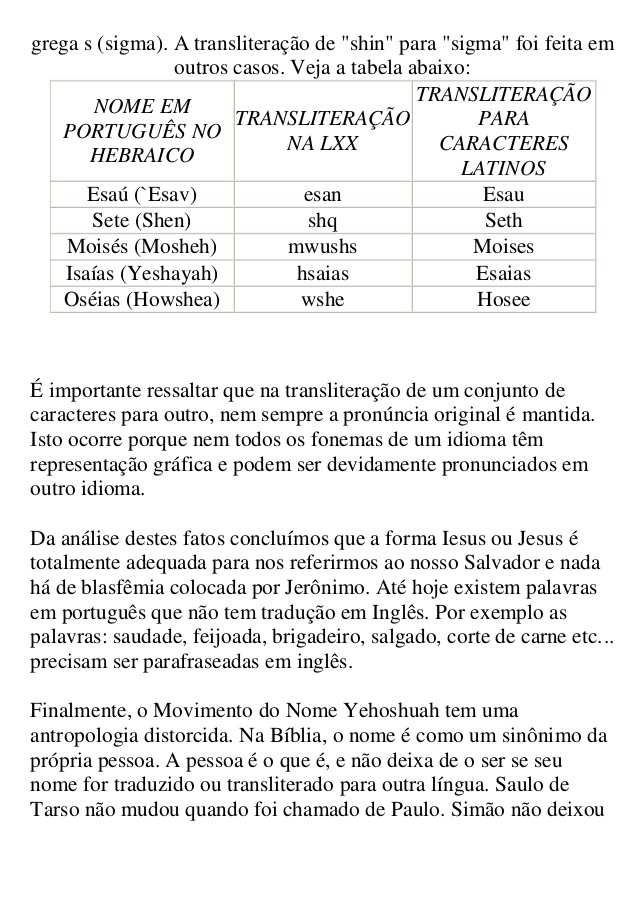 grega s (sigma). A transliteração de "shin" para "sigma" foi feita em
outros casos. Veja a tabela abaixo:
NOME EM PORTUGUÊS NO HEBRAICO | TRANSLITERAÇÃO NA LXX | TRANSLITERAÇÃO PARA CARACTERES LATINOS
Esaú (`Esav) | esan | Esau
Sete (Shen) | shq | Seth
Moisés (Mosheh) | mwushs | Moises
Isaías (Yeshayah) | hsaias | Esaias
Oséias (Howshea) | wshe | Hosee
É importante ressaltar que na transliteração de um conjunto de
caracteres para outro, nem sempre a pronúncia original é mantida.
Isto ocorre porque nem todos os fonemas de um idioma têm
representação gráfica e podem ser devidamente pronunciados em
outro idioma.
Da análise destes fatos concluímos que a forma Iesus ou Jesus é
totalmente adequada para nos referirmos ao nosso Salvador e nada
há de blasfêmia colocada por Jerônimo. Até hoje existem palavras
em português que não tem tradução em Inglês. Por exemplo as
palavras: saudade, feijoada, brigadeiro, salgado, corte de carne etc...
precisam ser parafraseadas em inglês.
Finalmente, o Movimento do Nome Yehoshuah tem uma
antropologia distorcida. Na Bíblia, o nome é como um sinônimo da
própria pessoa. A pessoa é o que é, e não deixa de o ser se seu
nome for traduzido ou transliterado para outra língua. Saulo de
Tarso não mudou quando foi chamado de Paulo. Simão não deixou